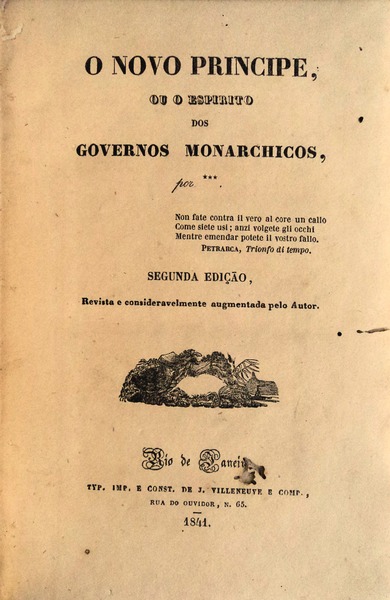 O NOVO PRINCIPE,
OU O ESPIRITO
DOS
GOVERNOS MONARCHICOS,
por ***.
Non fate contra il vero al core un callo
Come siete usi; anzi volgete gli occhi
Mentre emendar potete il vostro fallo.
PETRARCA, Trionfo di tempo.
SEGUNDA EDIÇÃO,
Revista e consideravelmente augmentada pelo Autor.
Rio de Janeiro
TYP. IMP. E CONST. DE J. VILLENEUVE E COMP.,
RUA DO OUVIDOR, N. 65.
1841.